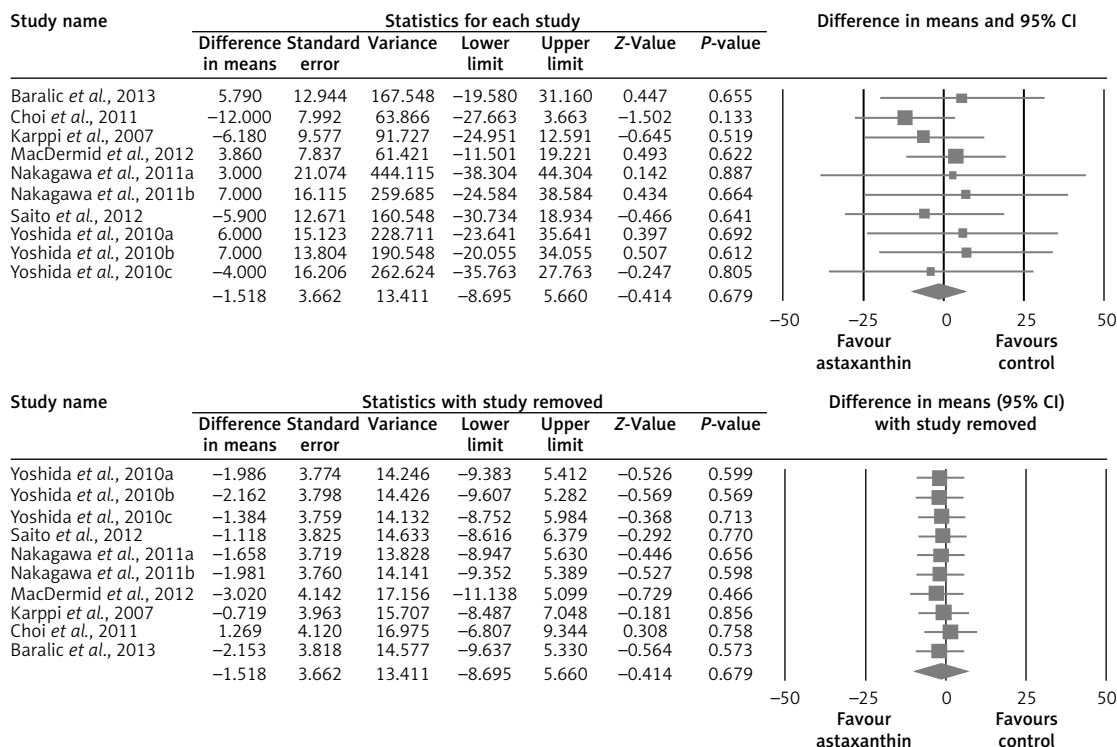 Study name Statistics for each study Difference in means and 95% CI
Difference Standard Variance Lower Upper Z-Value P-value
in means error limit limit
Baralic et al., 2013 5.790 12.944 167.548 –19.580 31.160 0.447 0.655
Choi et al., 2011 –12.000 7.992 63.866 –27.663 3.663 –1.502 0.133
Karppi et al., 2007 –6.180 9.577 91.727 –24.951 12.591 –0.645 0.519
MacDermid et al., 2012 3.860 7.837 61.421 –11.501 19.221 0.493 0.622
Nakagawa et al., 2011a 3.000 21.074 444.115 –38.304 44.304 0.142 0.887
Nakagawa et al., 2011b 7.000 16.115 259.685 –24.584 38.584 0.434 0.664
Saito et al., 2012 –5.900 12.671 160.548 –30.734 18.934 –0.466 0.641
Yoshida et al., 2010a 6.000 15.123 228.711 –23.641 35.641 0.397 0.692
Yoshida et al., 2010b 7.000 13.804 190.548 –20.055 34.055 0.507 0.612
Yoshida et al., 2010c –4.000 16.206 262.624 –35.763 27.763 –0.247 0.805
–1.518 3.662 13.411 –8.695 5.660 –0.414 0.679
–50 –25 0 25 50
Favour Favours
astaxanthin control
Study name Statistics with study removed Difference in means (95% CI)
with study removed
Difference Standard Variance Lower Upper Z-Value P-value
in means error limit limit
Yoshida et al., 2010a –1.986 3.774 14.246 –9.383 5.412 –0.526 0.599
Yoshida et al., 2010b –2.162 3.798 14.426 –9.607 5.282 –0.569 0.569
Yoshida et al., 2010c –1.384 3.759 14.132 –8.752 5.984 –0.368 0.713
Saito et al., 2012 –1.118 3.825 14.633 –8.616 6.379 –0.292 0.770
Nakagawa et al., 2011a –1.658 3.719 13.828 –8.947 5.630 –0.446 0.656
Nakagawa et al., 2011b –1.981 3.760 14.141 –9.352 5.389 –0.527 0.598
MacDermid et al., 2012 –3.020 4.142 17.156 –11.138 5.099 –0.729 0.466
Karppi et al., 2007 –0.719 3.963 15.707 –8.487 7.048 –0.181 0.856
Choi et al., 2011 1.269 4.120 16.975 –6.807 9.344 0.308 0.758
Baralic et al., 2013 –2.153 3.818 14.577 –9.637 5.330 –0.564 0.573
–1.518 3.662 13.411 –8.695 5.660 –0.414 0.679
–50 –25 0 25 50
Favour Favours
astaxanthin control